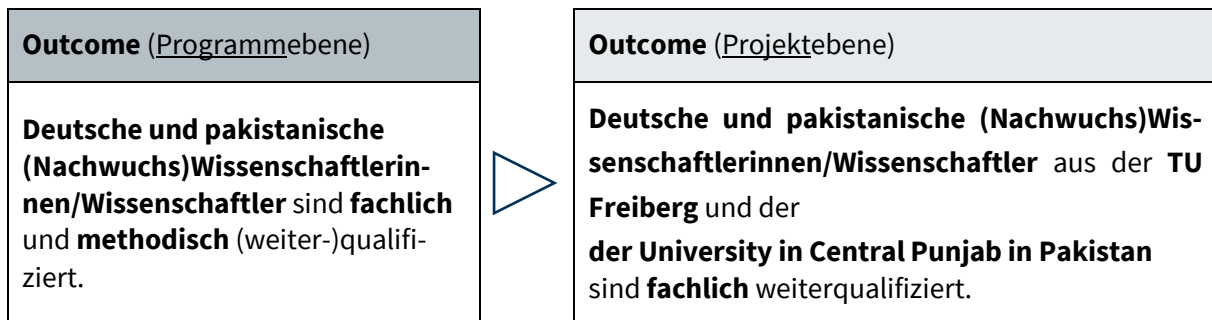 Outcome (Programmebene)
Deutsche und pakistanische
(Nachwuchs)Wissenschaftlerin-
nen/Wissenschaftler sind fachlich
und methodisch (weiter-)qualifi-
ziert.
Outcome (Projektebene)
Deutsche und pakistanische (Nachwuchs)Wis-
senschaftlerinnen/Wissenschaftler aus der TU
Freiberg und der
der University in Central Punjab in Pakistan
sind fachlich weiterqualifiziert.